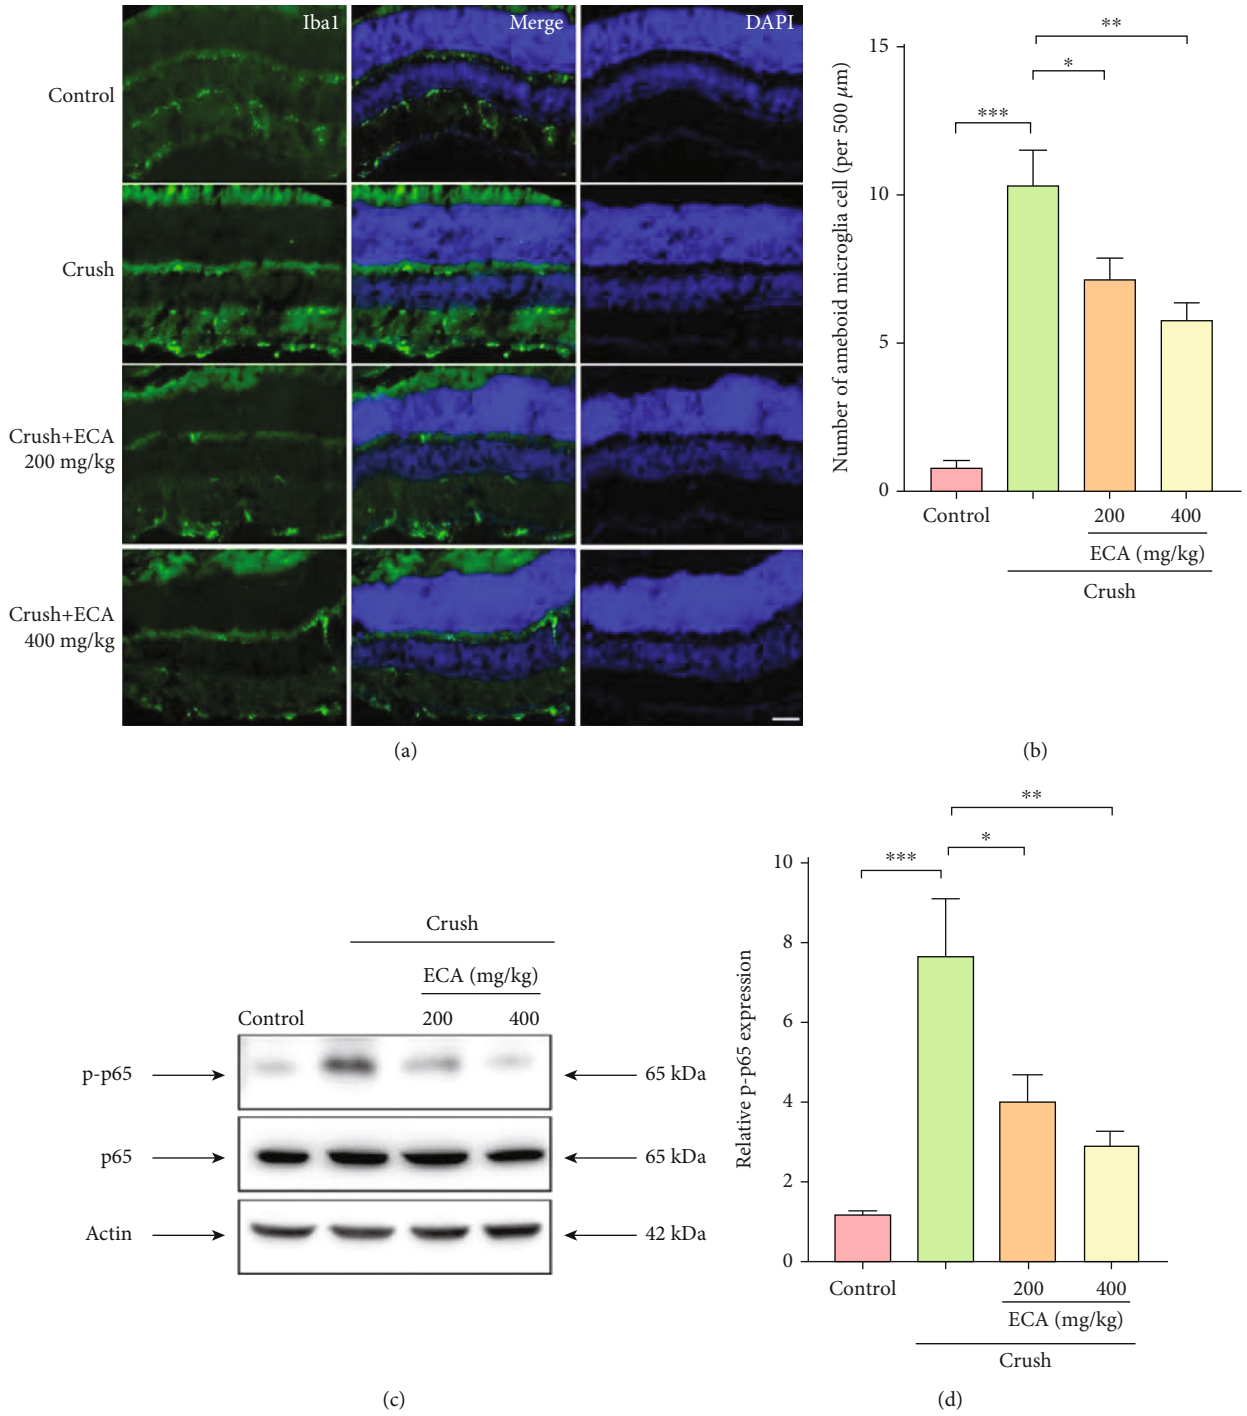 Iba1
Merge
DAPI
Control
Crush
Crush+ECA
200 mg/kg
Crush+ECA
400 mg/kg
(a)
Number of ameboid microglia cell (per 500 μm)
15
10
5
0
***
*
**
Control
200
400
ECA (mg/kg)
Crush
(b)
Crush
ECA (mg/kg)
Control
200
400
p-p65
65 kDa
p65
65 kDa
Actin
42 kDa
(c)
Relative p-p65 expression
10
8
6
4
2
0
***
*
**
Control
200
400
ECA (mg/kg)
Crush
(d)